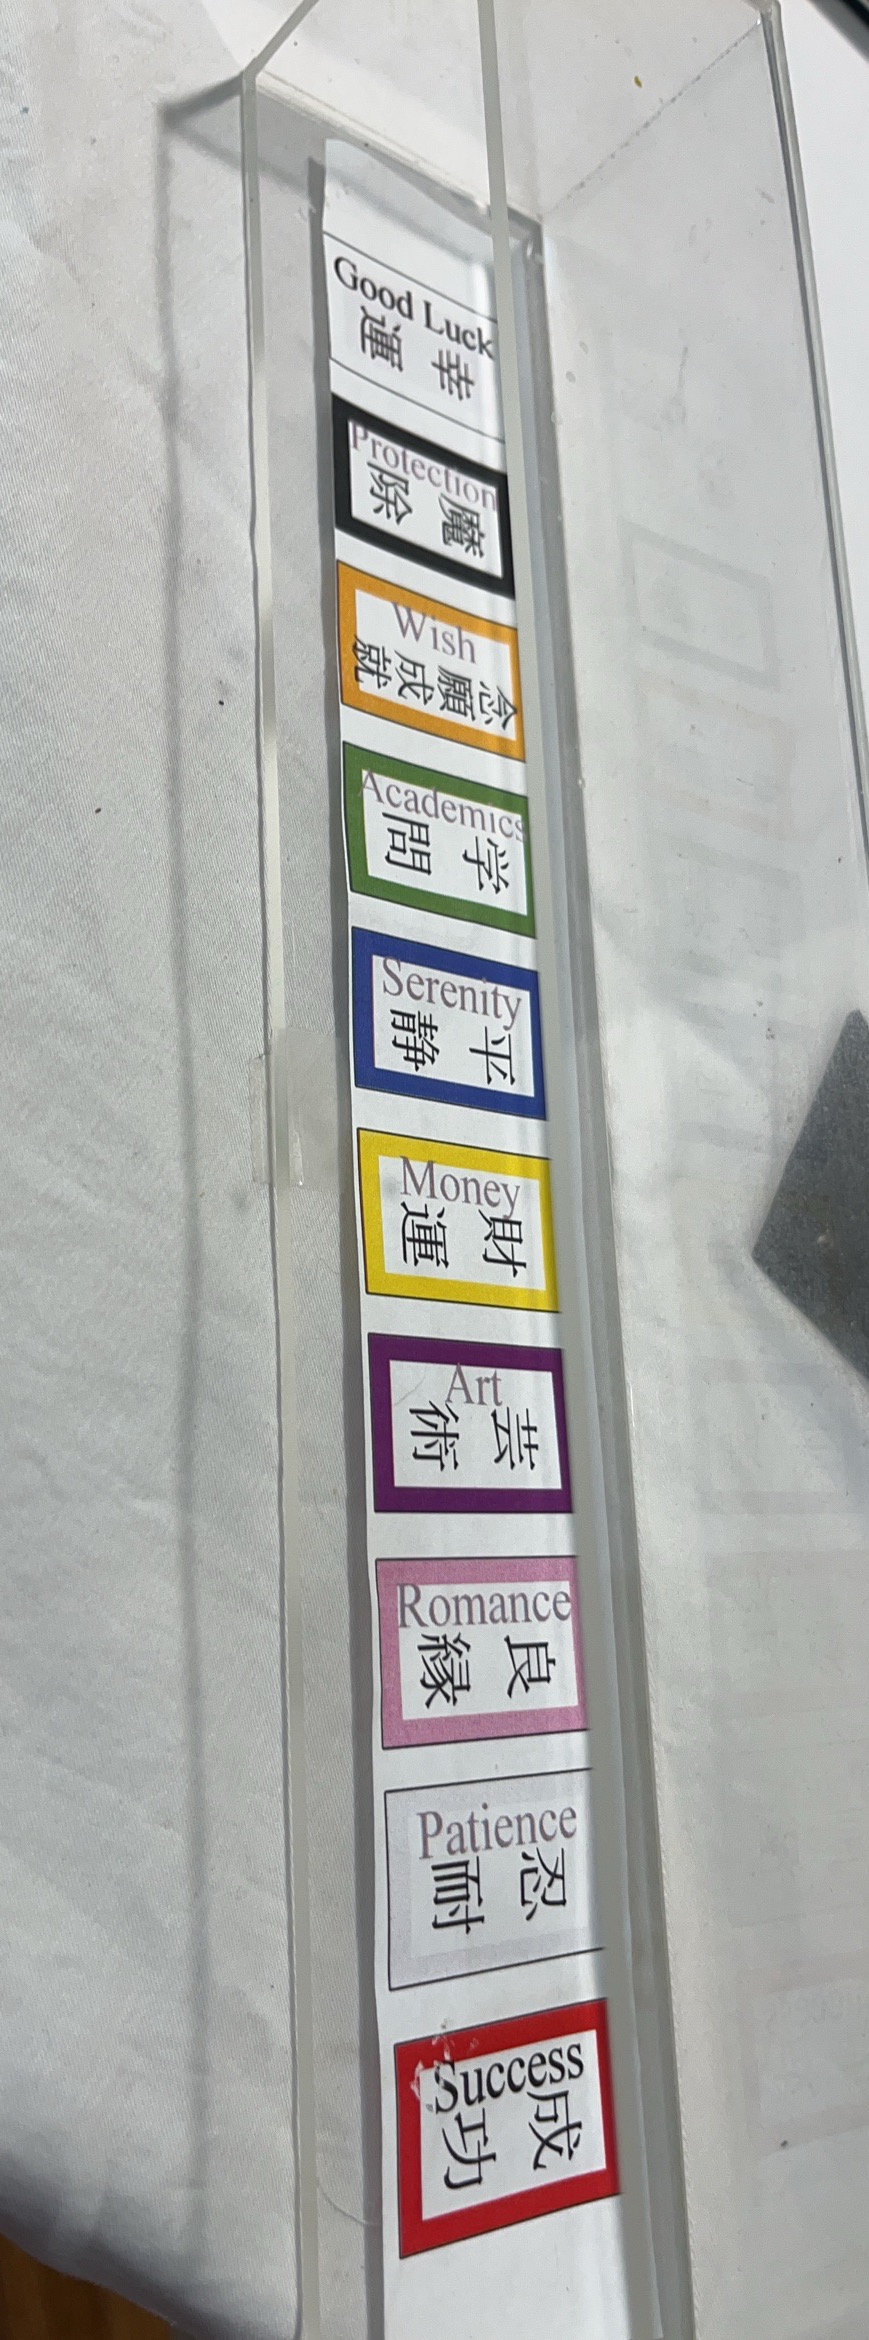 Good Luck
幸運
Protection
魔除
Wish
念願成就
Academics
学問
Serenity
平静
Money
財運
Art
芸術
Romance
良縁
Patience
忍耐
Success
成功